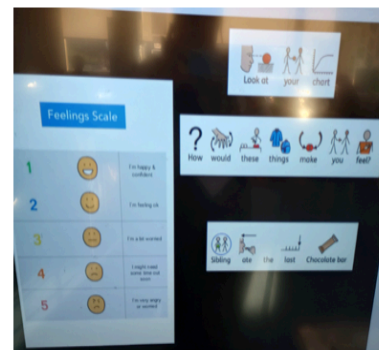 Look at your chart
Feelings Scale
? How would these things make you feel?
1 I'm happy & confident
2 I'm feeling ok
3 I'm a bit worried
4 I might need some time out soon
5 I'm very angry or worried
Sibling ate the last Chocolate bar